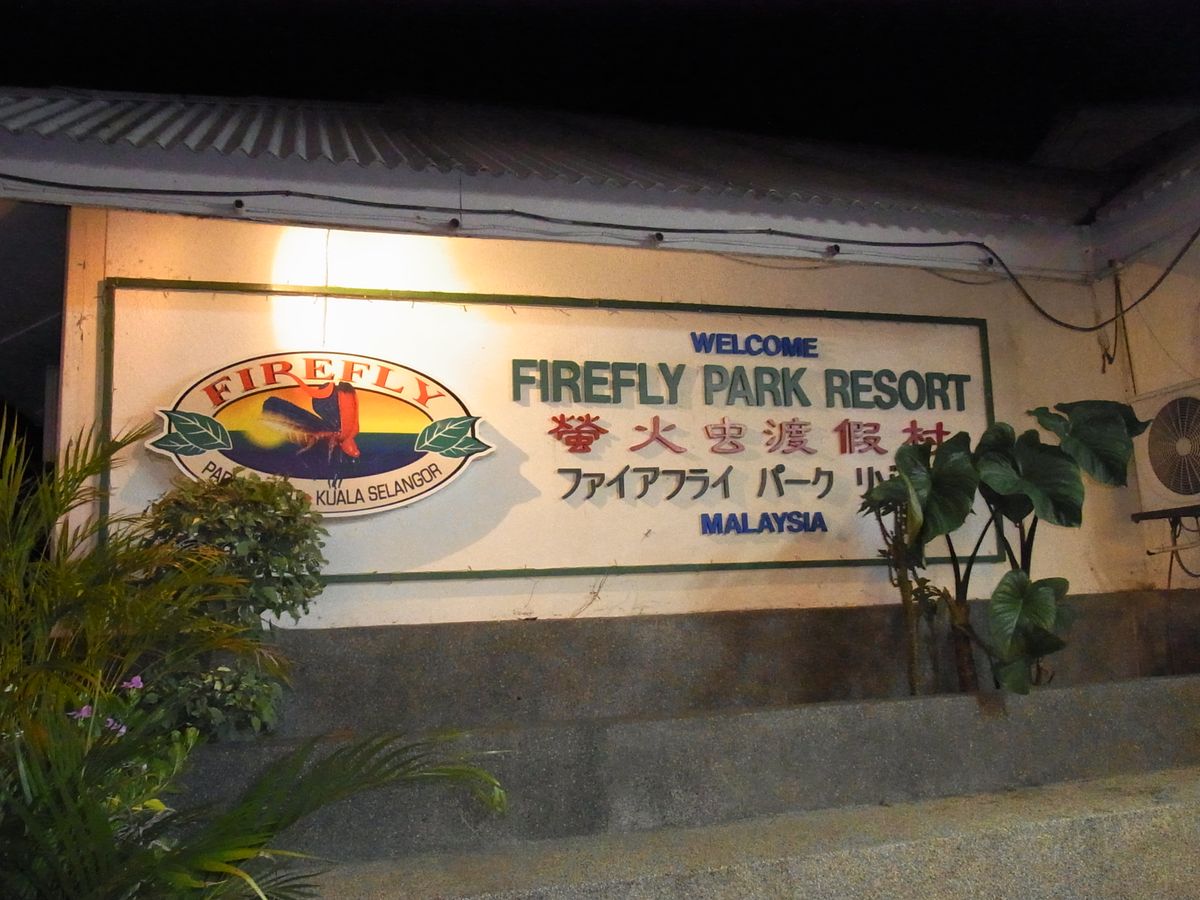 FIREFLY
KUALA SELANGOR
WELCOME
FIREFLY PARK RESORT
螢火虫渡假村
ファイアフライ パーク リ
MALAYSIA